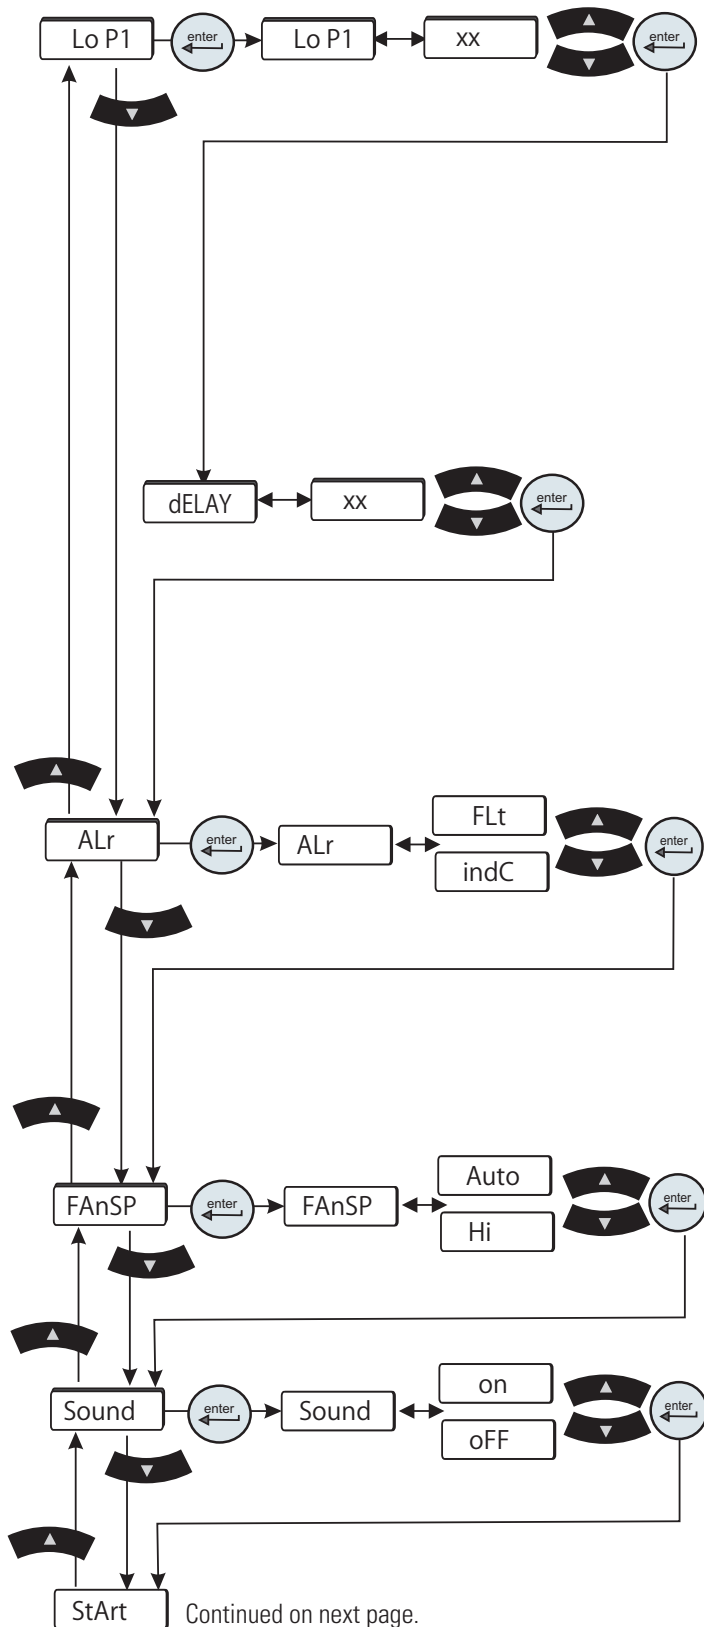 Lo P1 enter Lo P1 xx enter
dELAY xx enter
FLt
ALr enter ALr enter
indC
Auto
FAnSP enter FAnSP enter
Hi
on
Sound enter Sound enter
oFF
StArt Continued on next page.